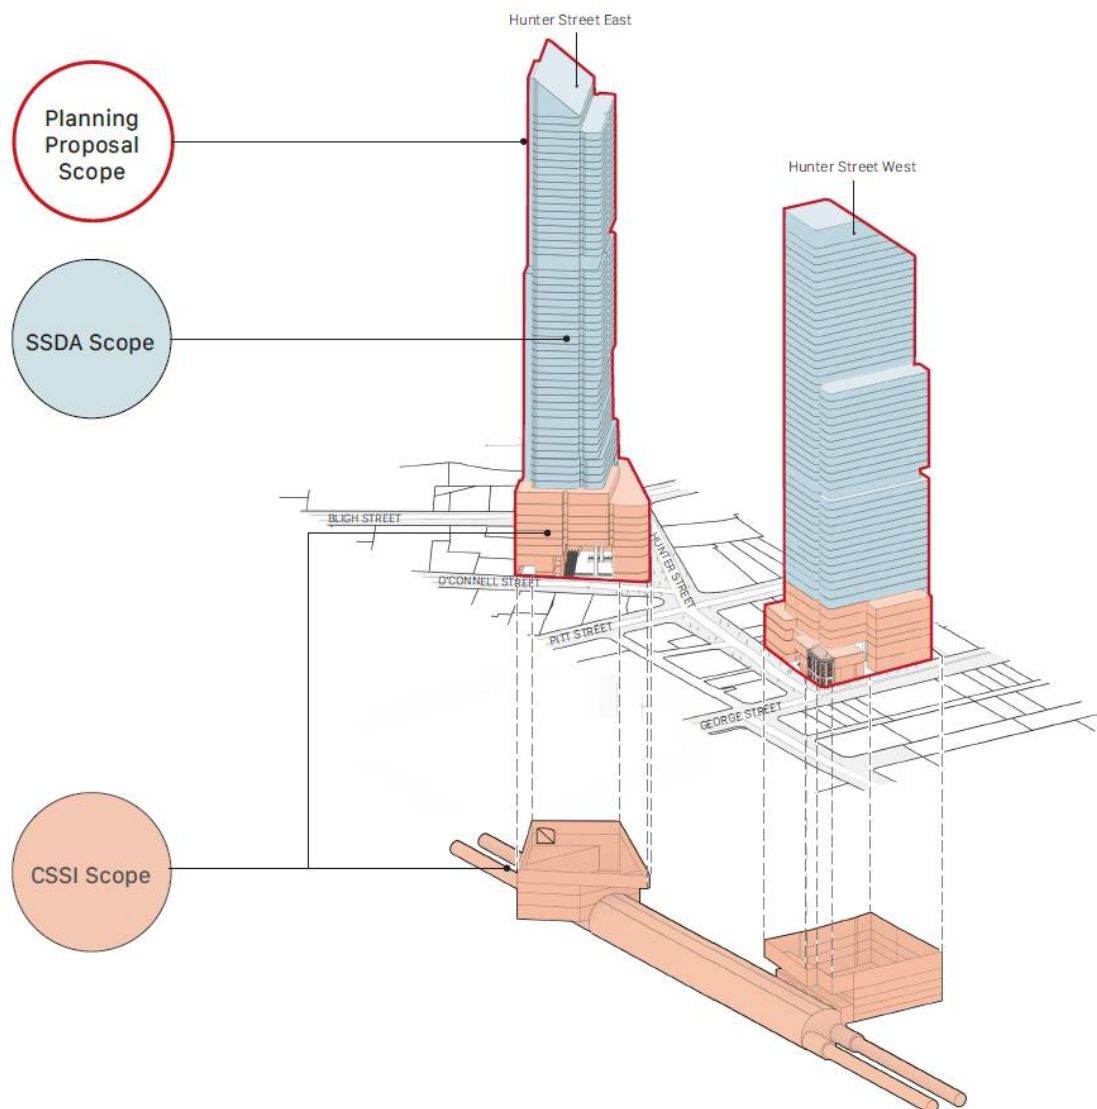 Hunter Street East
Planning
Proposal
Scope
Hunter Street West
SSDA Scope
BLIGH STREET
HUNTER STREET
O'CONNELL STREET
PITT STREET
GEORGE STREET
CSSI Scope